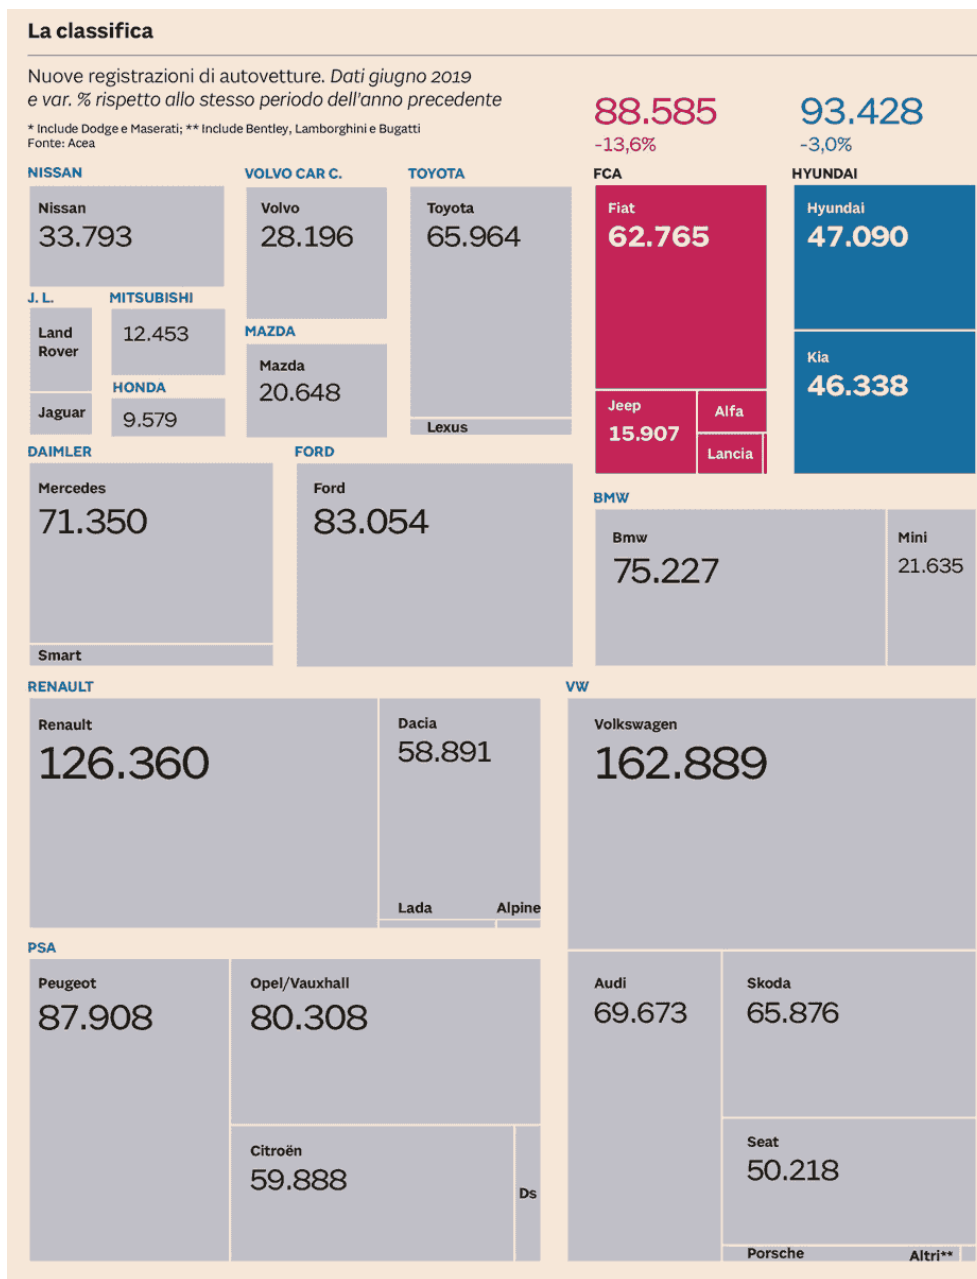 La classifica
Nuove registrazioni di autovetture. Dati giugno 2019
e var. % rispetto allo stesso periodo dell'anno precedente
* Include Dodge e Maserati; ** Include Bentley, Lamborghini e Bugatti
Fonte: Acea
88.585
-13,6%
93.428
-3,0%
NISSAN
Nissan
33.793
VOLVO CAR C.
Volvo
28.196
TOYOTA
Toyota
65.964
Lexus
FCA
Fiat
62.765
Jeep
15.907
Alfa
Lancia
HYUNDAI
Hyundai
47.090
Kia
46.338
J. L.
Land
Rover
Jaguar
MITSUBISHI
12.453
HONDA
9.579
MAZDA
Mazda
20.648
DAIMLER
Mercedes
71.350
Smart
FORD
Ford
83.054
BMW
Bmw
75.227
Mini
21.635
RENAULT
Renault
126.360
Dacia
58.891
Lada
Alpine
VW
Volkswagen
162.889
Audi
69.673
Skoda
65.876
Seat
50.218
Porsche
Altri**
PSA
Peugeot
87.908
Opel/Vauxhall
80.308
Citroën
59.888
Ds